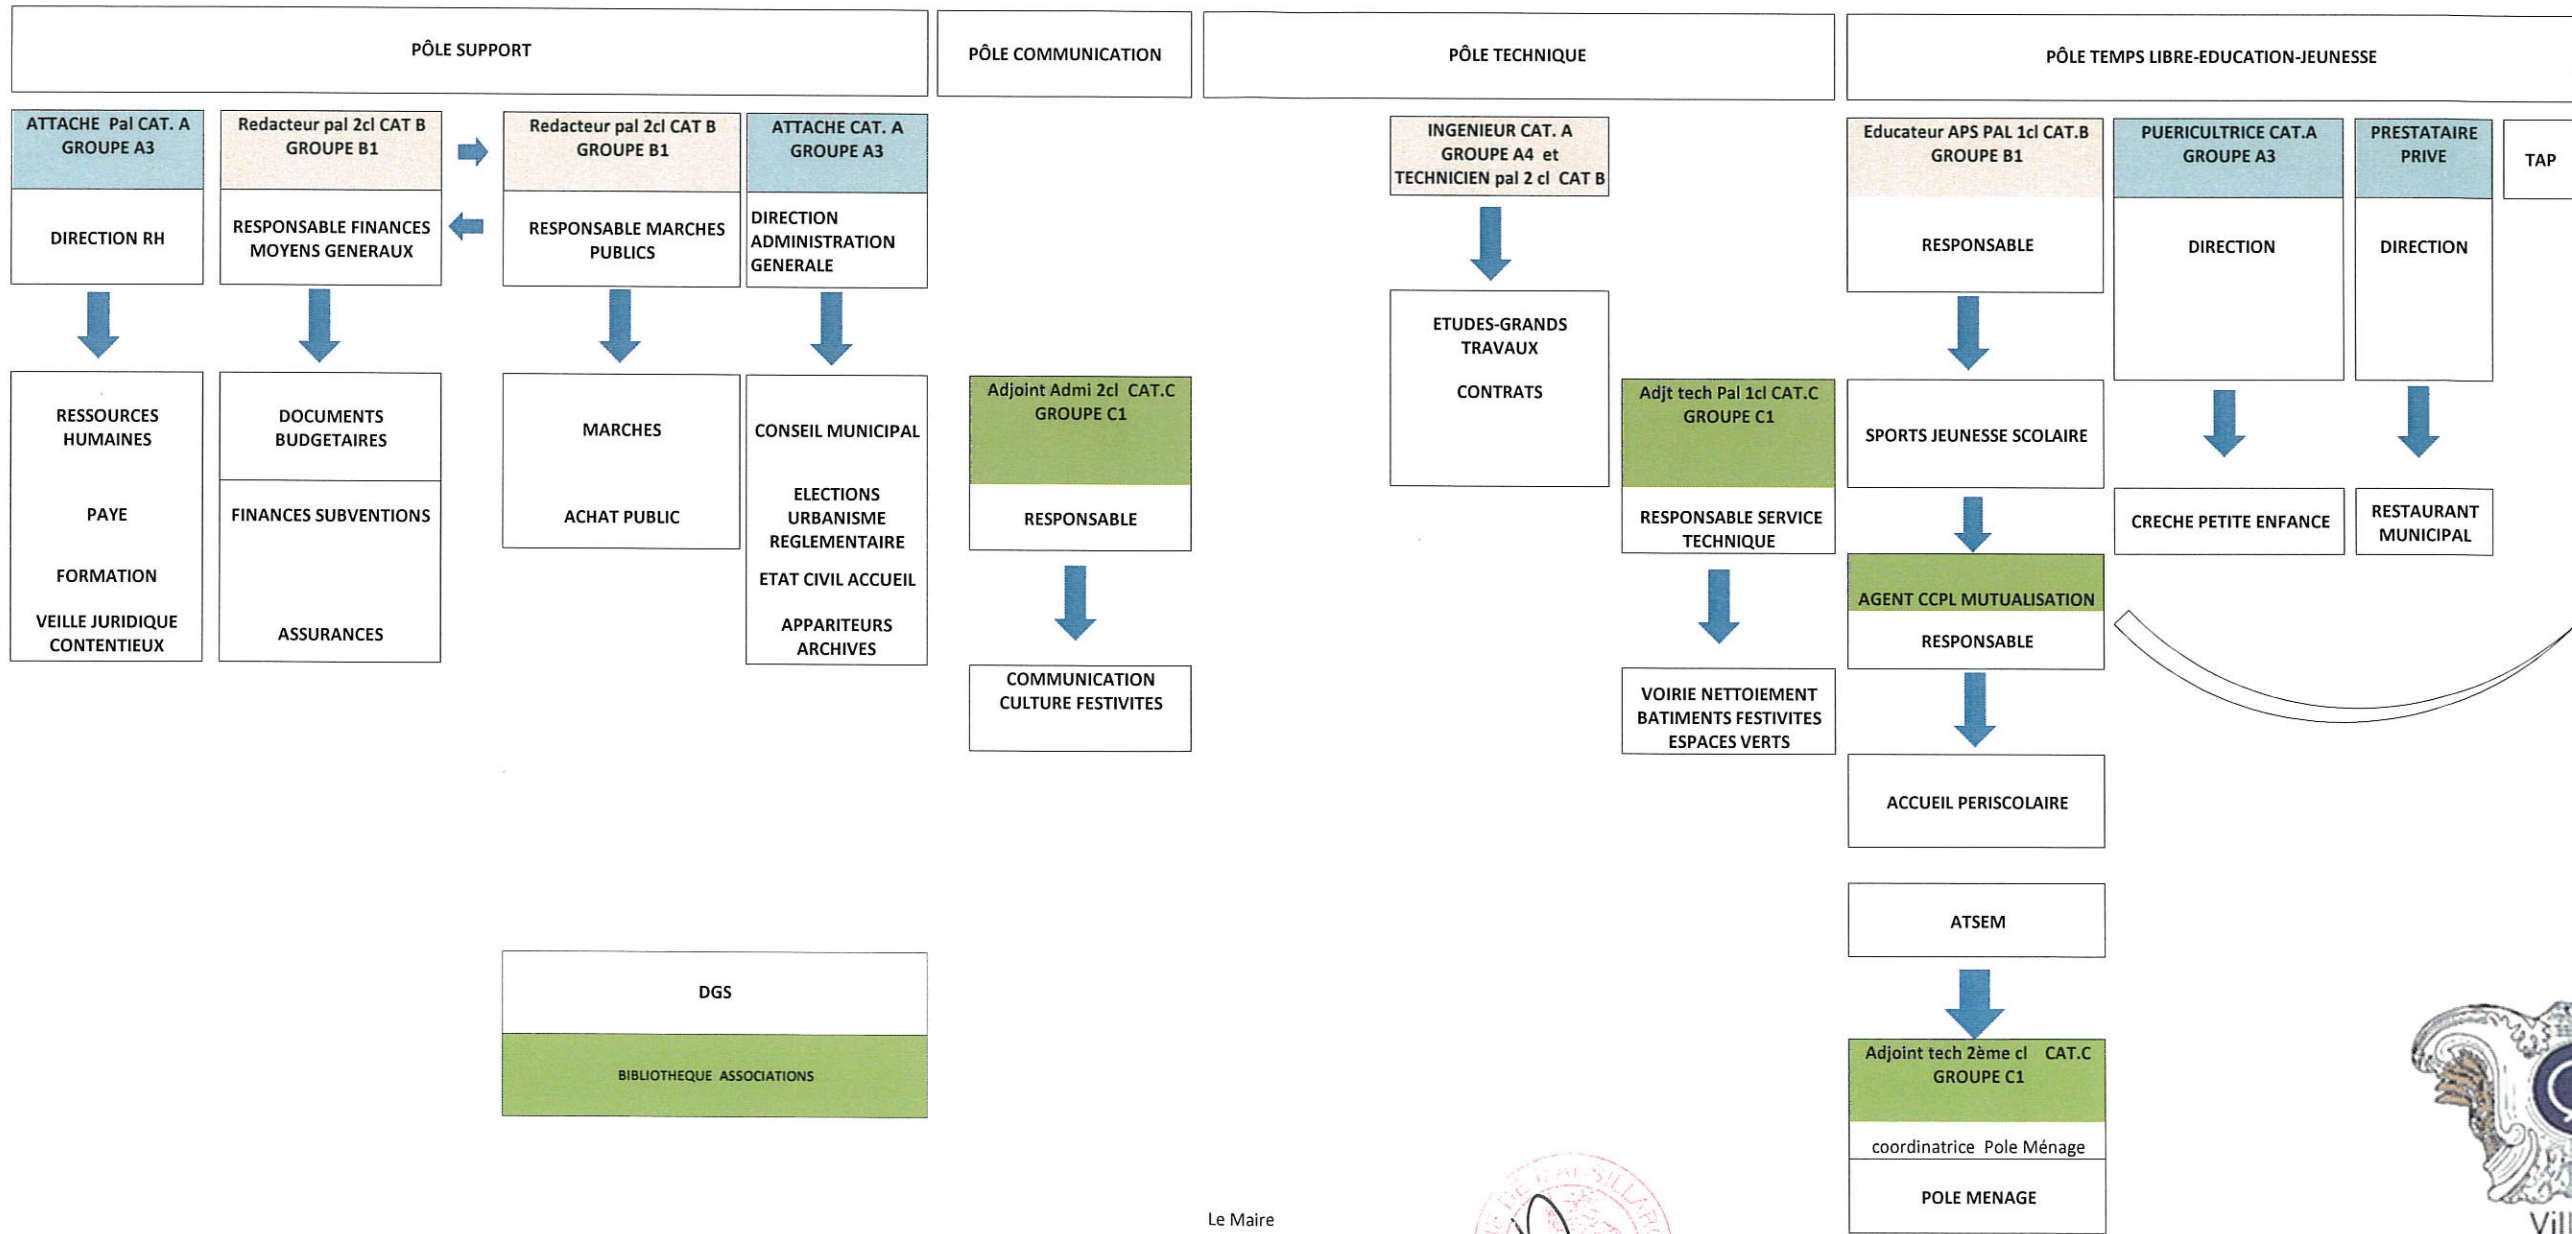 PÔLE SUPPORT
PÔLE COMMUNICATION
PÔLE TECHNIQUE
PÔLE TEMPS LIBRE-EDUCATION-JEUNESSE
ATTACHE Pal CAT. A
GROUPE A3
DIRECTION RH
RESSOURCES
HUMAINES
PAYE
FORMATION
VEILLE JURIDIQUE
CONTENTIEUX
Redacteur pal 2cl CAT B
GROUPE B1
RESPONSABLE FINANCES
MOYENS GENERAUX
DOCUMENTS
BUDGETAIRES
FINANCES SUBVENTIONS
ASSURANCES
Redacteur pal 2cl CAT B
GROUPE B1
RESPONSABLE MARCHES
PUBLICS
MARCHES
ACHAT PUBLIC
ATTACHE CAT. A
GROUPE A3
DIRECTION
ADMINISTRATION
GENERALE
CONSEIL MUNICIPAL
ELECTIONS
URBANISME
REGLEMENTAIRE
ETAT CIVIL ACCUEIL
APPARITEURS
ARCHIVES
DGS
BIBLIOTHEQUE ASSOCIATIONS
Adjoint Admi 2cl CAT.C
GROUPE C1
RESPONSABLE
COMMUNICATION
CULTURE FESTIVITES
INGENIEUR CAT. A
GROUPE A4 et
TECHNICIEN pal 2 cl CAT B
ETUDES-GRANDS
TRAVAUX
CONTRATS
Adjt tech Pal 1cl CAT.C
GROUPE C1
RESPONSABLE SERVICE
TECHNIQUE
VOIRIE NETTOIEMENT
BATIMENTS FESTIVITES
ESPACES VERTS
Educateur APS PAL 1cl CAT.B
GROUPE B1
RESPONSABLE
SPORTS JEUNESSE SCOLAIRE
AGENT CCPL MUTUALISATION
RESPONSABLE
ACCUEIL PERISCOLAIRE
ATSEM
Adjoint tech 2ème cl CAT.C
GROUPE C1
coordinatrice Pole Ménage
POLE MENAGE
PUERICULTRICE CAT.A
GROUPE A3
DIRECTION
CRECHE PETITE ENFANCE
PRESTATAIRE
PRIVE
DIRECTION
RESTAURANT
MUNICIPAL
TAP
Le Maire
DE MARSILLARG
Vill